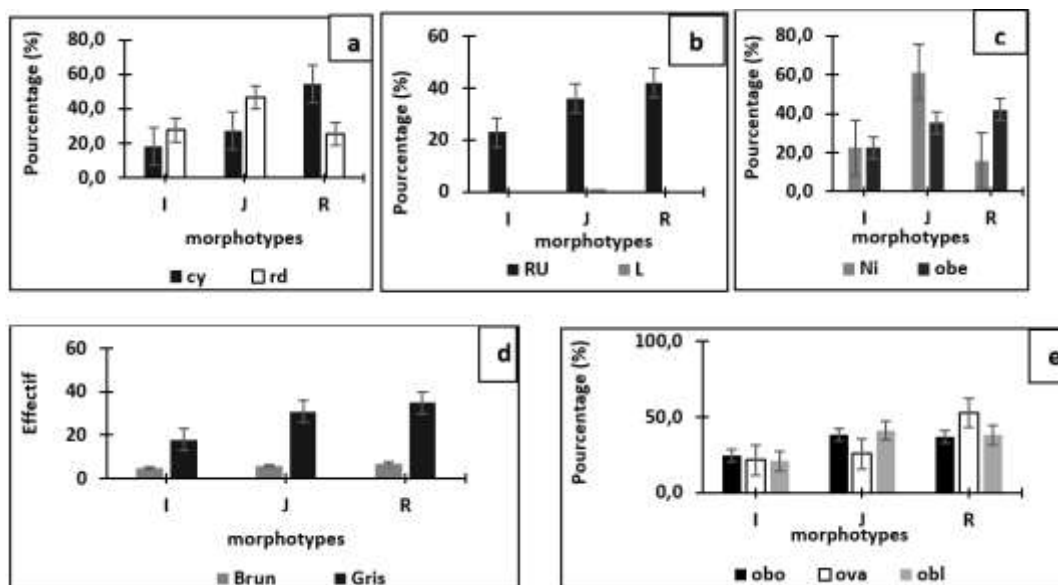 a
Pourcentage (%)
80,0
60,0
40,0
20,0
0,0
I J R
morphotypes
cy rd
b
Pourcentage (%)
60
40
20
0
I J R
morphotypes
RU L
c
Pourcentage (%)
80,0
60,0
40,0
20,0
0,0
I J R
morphotypes
Ni obe
d
Effectif
60
40
20
0
I J R
morphotypes
Brun Gris
e
Pourcentage (%)
100,0
50,0
0,0
I J R
morphotypes
obo ova obl